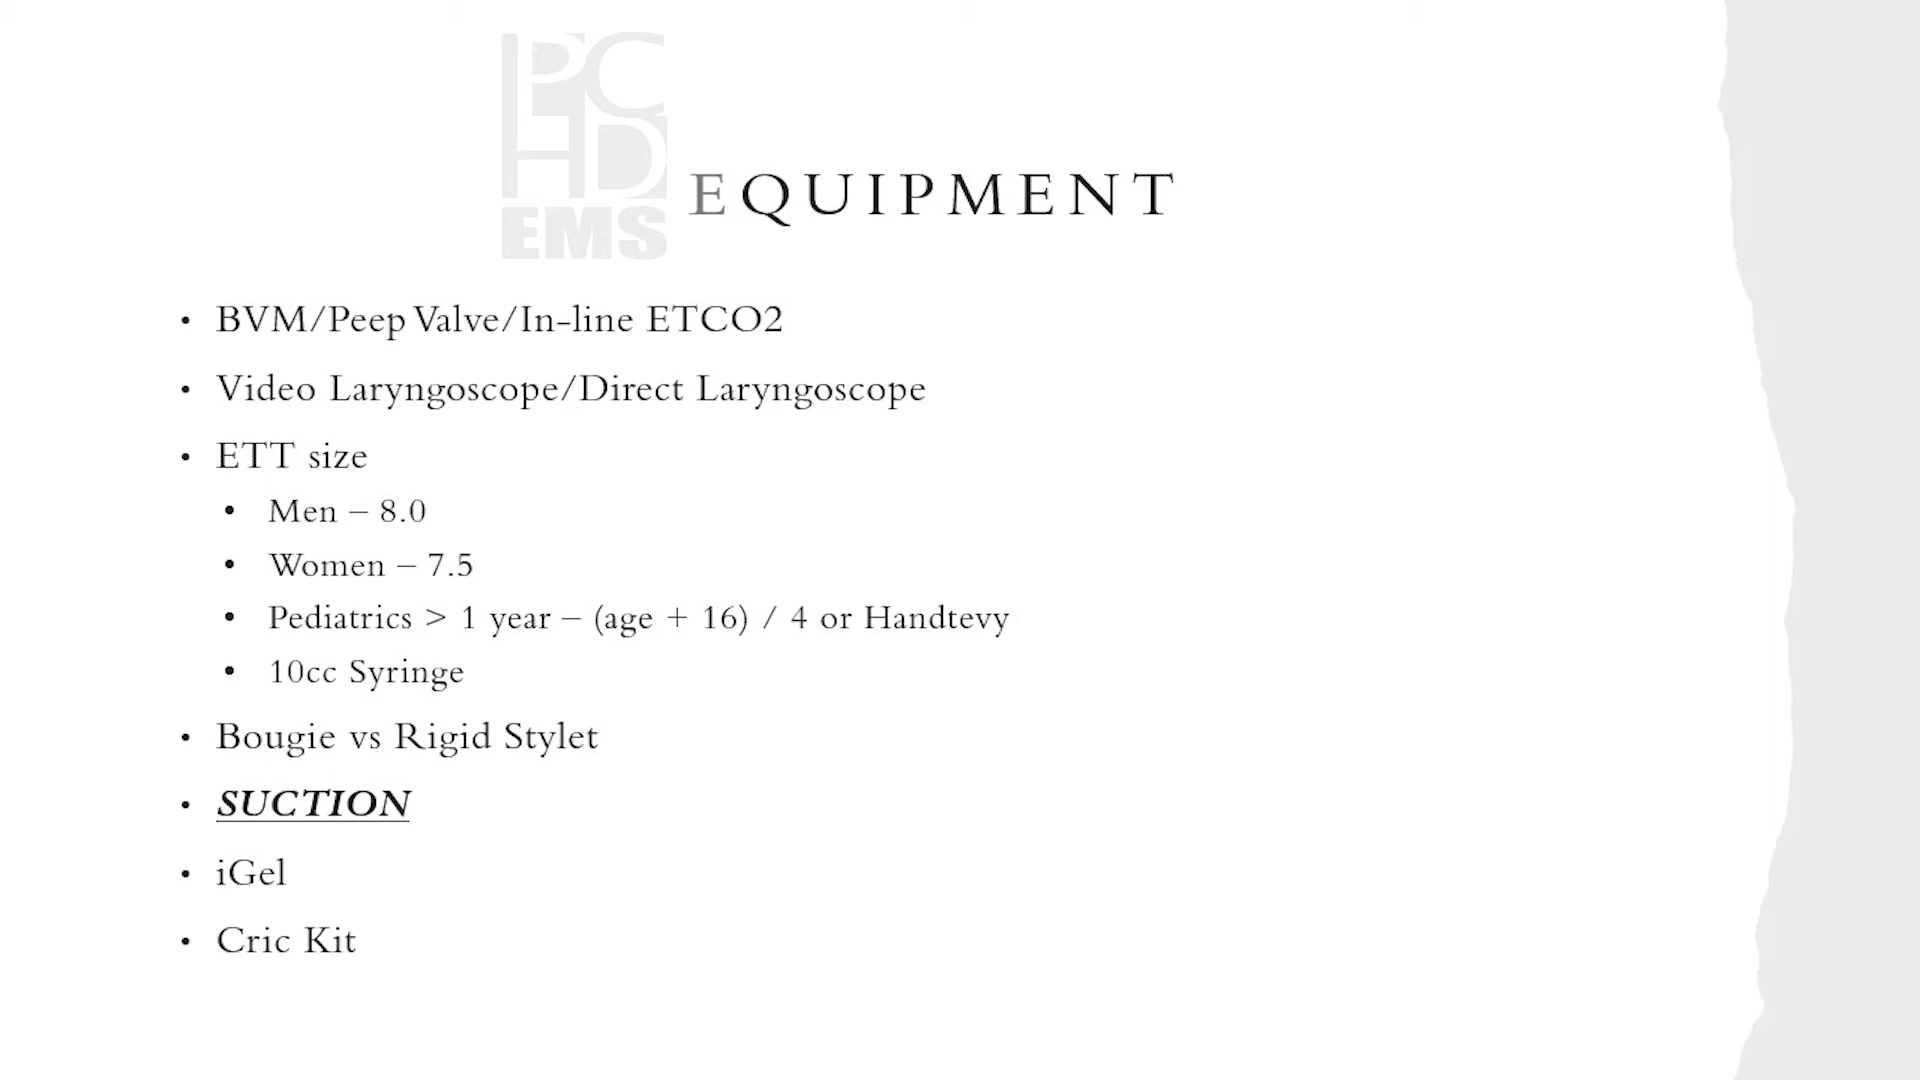 PC
HD
EMS
EQUIPMENT
• BVM/Peep Valve/In-line ETCO2
• Video Laryngoscope/Direct Laryngoscope
• ETT size
• Men – 8.0
• Women – 7.5
• Pediatrics > 1 year – (age + 16) / 4 or Handtevy
• 10cc Syringe
• Bougie vs Rigid Stylet
• SUCTION
• iGel
• Cric Kit